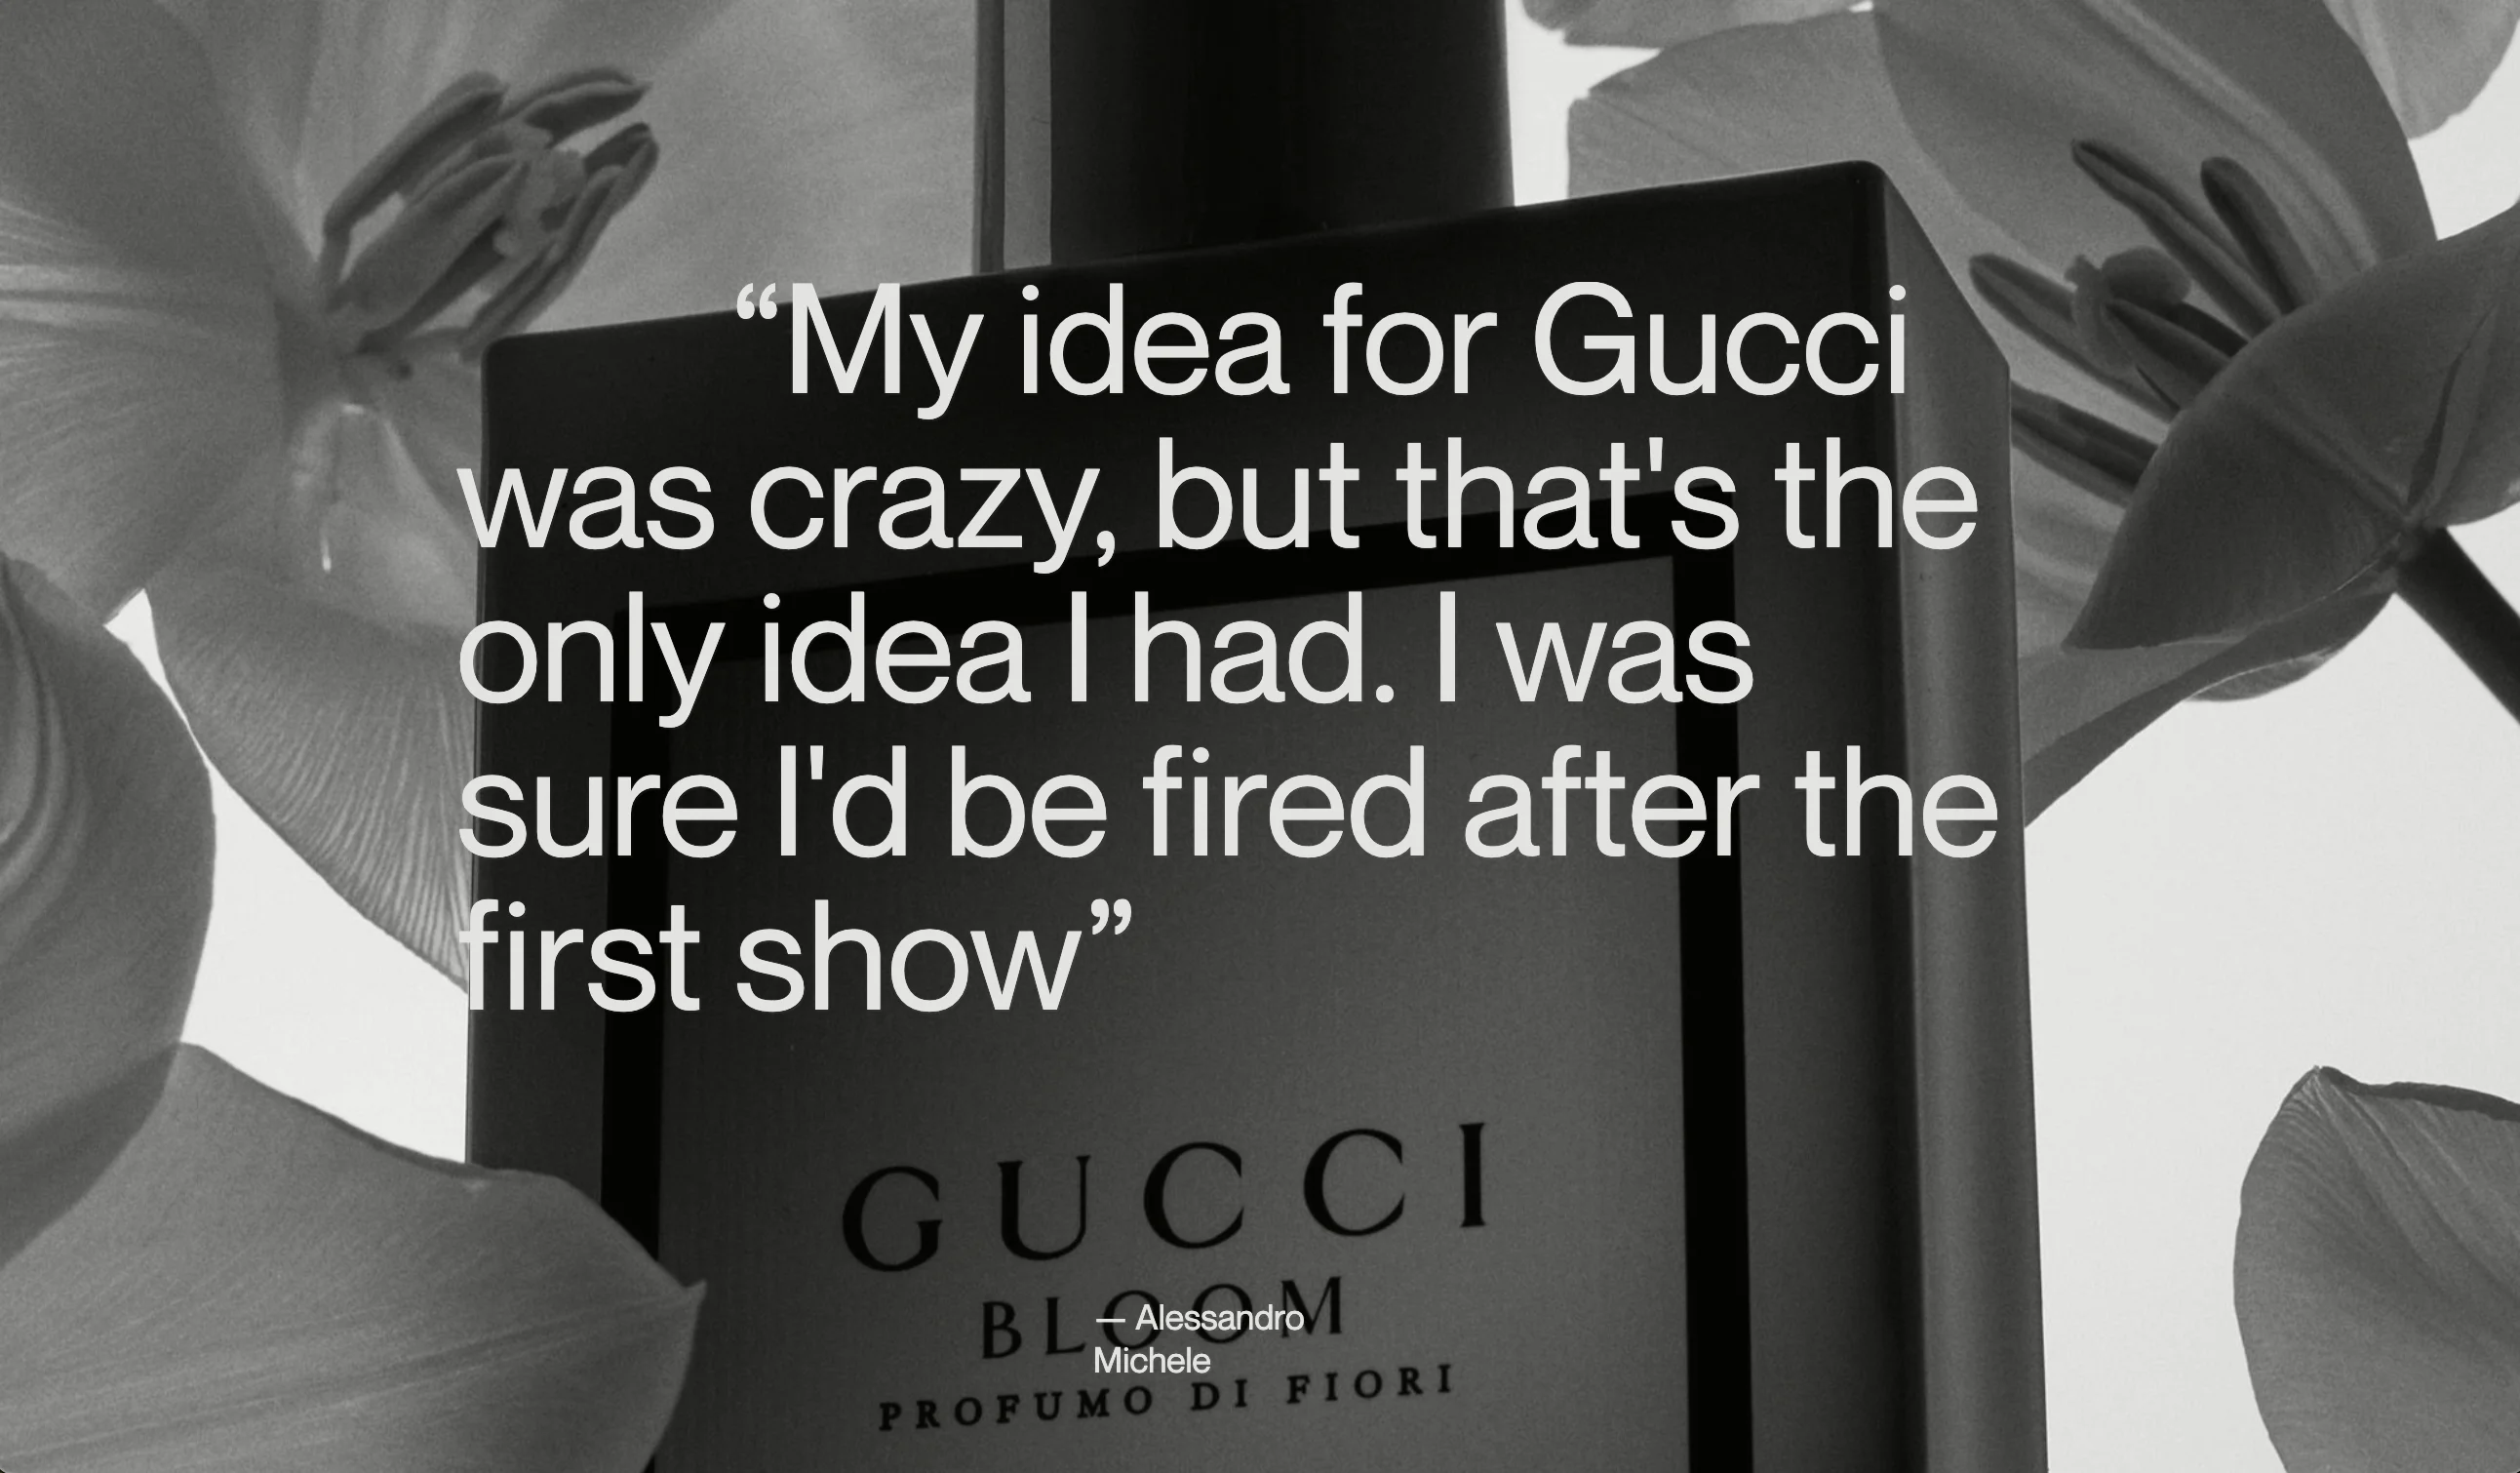 “My idea for Gucci
was crazy, but that's the
only idea I had. I was
sure I'd be fired after the
first show”
GUCCI
BLOOM
— Alessandro
Michele
PROFUMO DI FIORI